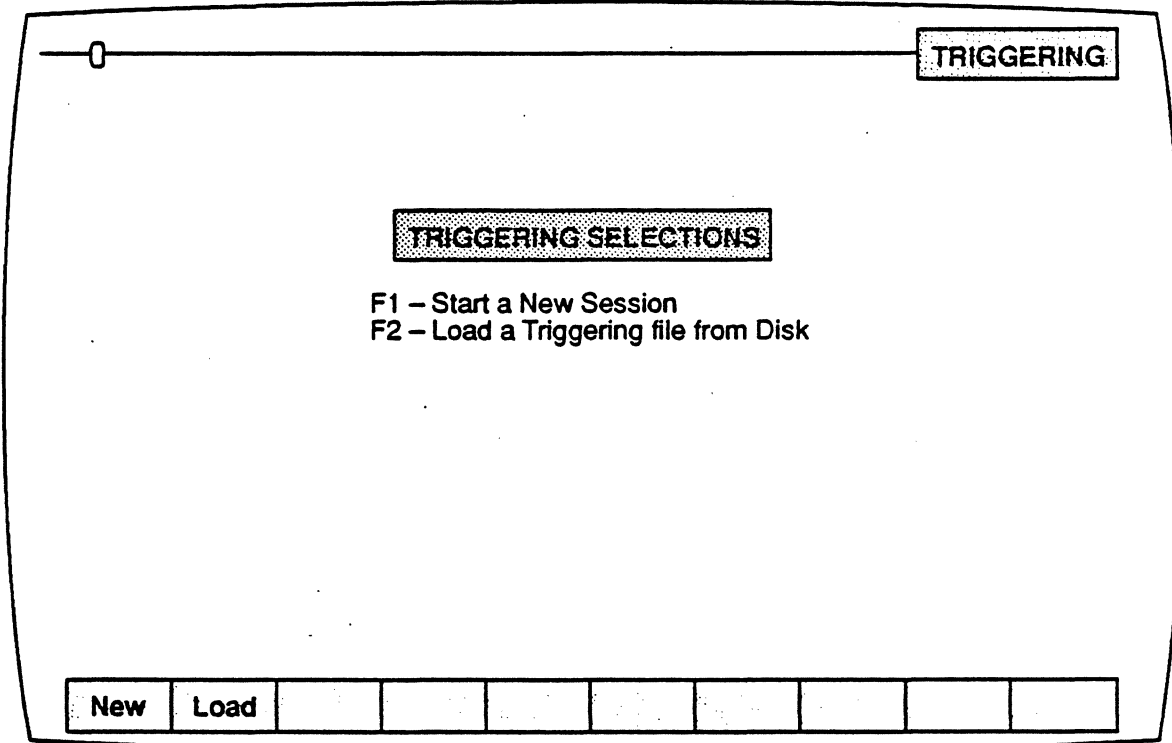 TRIGGERING
TRIGGERING SELECTIONS
F1 – Start a New Session
F2 – Load a Triggering file from Disk
New Load